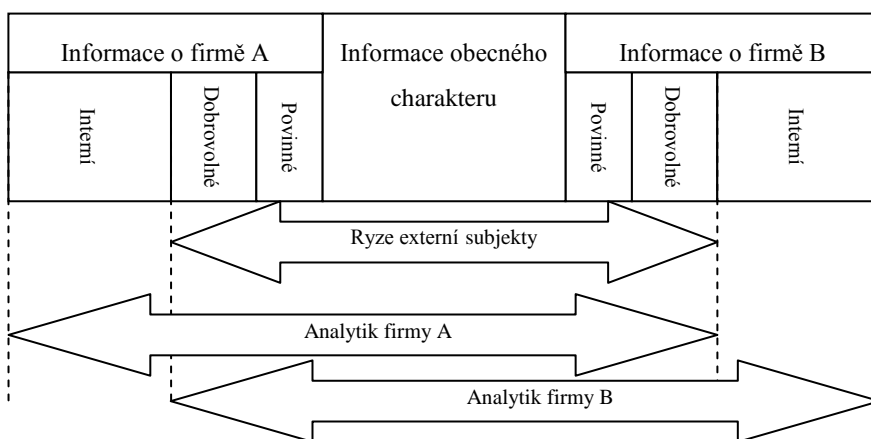 Informace o firmě A
Informace obecného
charakteru
Informace o firmě B
Interní
Dobrovolné
Povinné
Povinné
Dobrovolné
Interní
Ryze externí subjekty
Analytik firmy A
Analytik firmy B